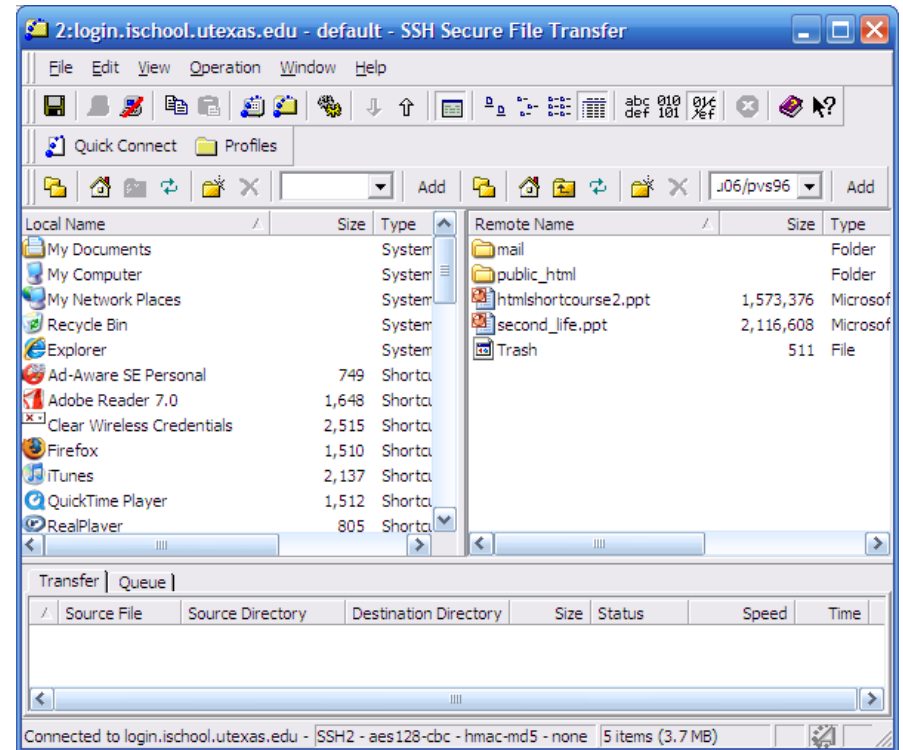 2:login.ischool.utexas.edu - default - SSH Secure File Transfer
File Edit View Operation Window Help
abc def 010 101
Quick Connect Profiles
Add J06/pvs96 Add
Local Name Size Type Remote Name Size Type
My Documents System mail Folder
My Computer System public_html Folder
My Network Places System htmlshortcourse2.ppt 1,573,376 Microsof
Recycle Bin System second_life.ppt 2,116,608 Microsof
Explorer System Trash 511 File
Ad-Aware SE Personal 749 Shortcu
Adobe Reader 7.0 1,648 Shortcu
Clear Wireless Credentials 2,515 Shortcu
Firefox 1,510 Shortcu
iTunes 2,137 Shortcu
QuickTime Player 1,512 Shortcu
RealPlayer 805 Shortcu
Transfer Queue
Source File Source Directory Destination Directory Size Status Speed Time
Connected to login.ischool.utexas.edu - SSH2 - aes128-cbc - hmac-md5 - none 5 items (3.7 MB)